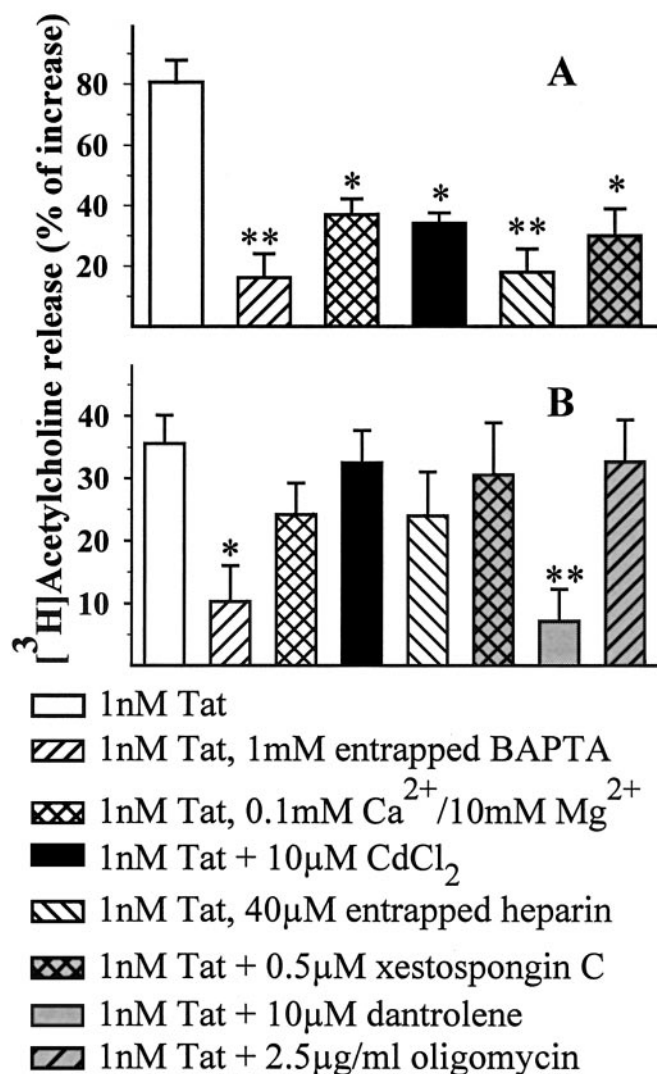 [³H]Acetylcholine release (% of increase)
A
80
60
40
20
**
*
*
**
*
B
40
30
20
10
*
**
1nM Tat
1nM Tat, 1mM entrapped BAPTA
1nM Tat, 0.1mM Ca²⁺/10mM Mg²⁺
1nM Tat + 10µM CdCl₂
1nM Tat, 40µM entrapped heparin
1nM Tat + 0.5µM xestospongin C
1nM Tat + 10µM dantrolene
1nM Tat + 2.5µg/ml oligomycin